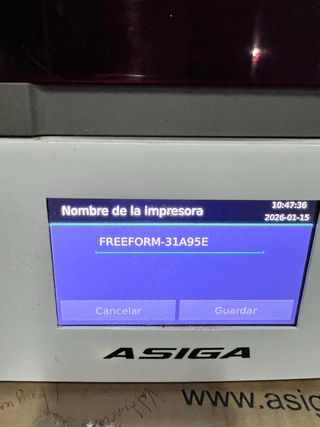 Nombre de la impresora
10:47:36
2026-01-15
FREEFORM-31A95E
Cancelar
Guardar
ASIGA
www.asig